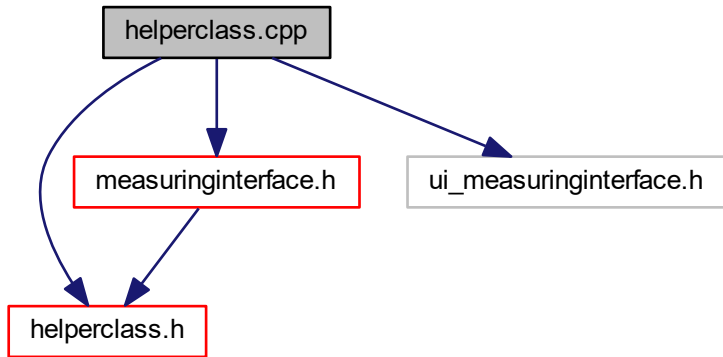 helperclass.cpp
measuringinterface.h
ui_measuringinterface.h
helperclass.h